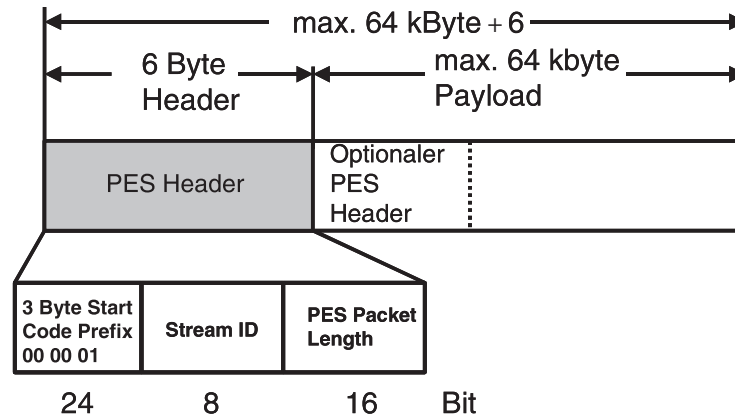 max. 64 kByte + 6
6 Byte
Header
max. 64 kbyte
Payload
PES Header
Optionaler
PES
Header
3 Byte Start
Code Prefix
00 00 01
Stream ID
PES Packet
Length
24 8 16 Bit